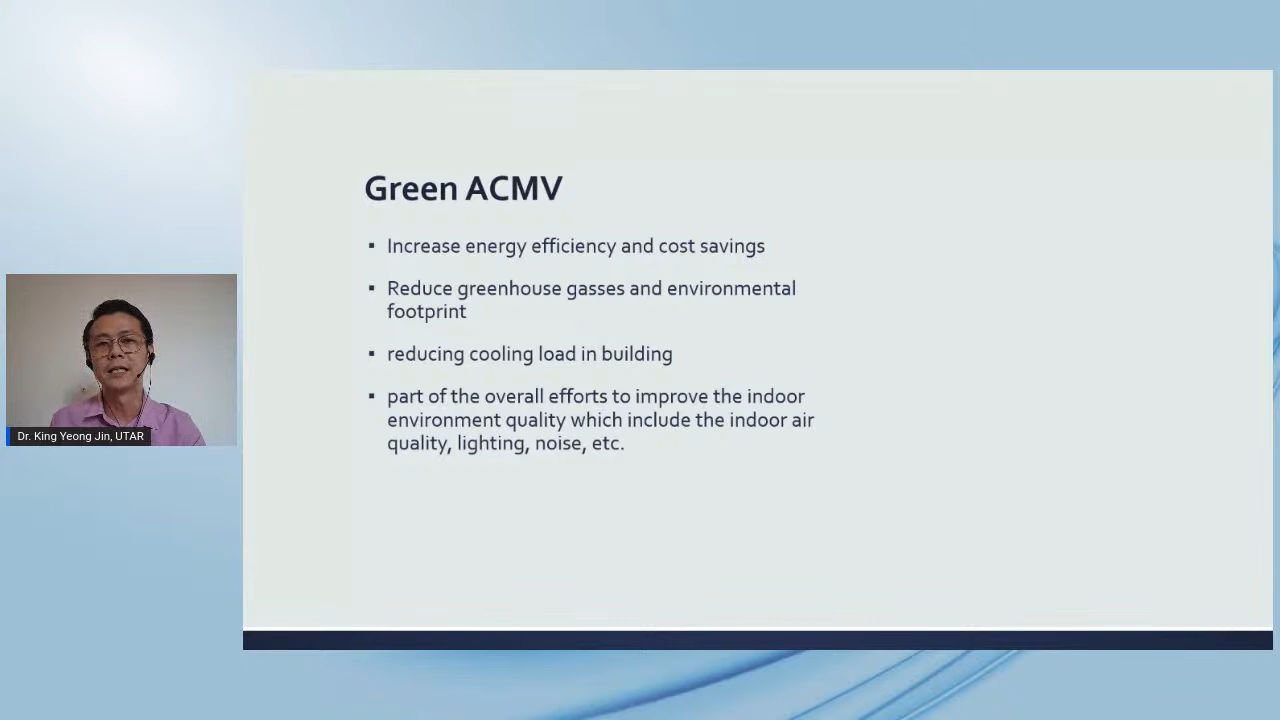 Green ACMV
▪ Increase energy efficiency and cost savings
▪ Reduce greenhouse gasses and environmental
footprint
▪ reducing cooling load in building
▪ part of the overall efforts to improve the indoor
environment quality which include the indoor air
quality, lighting, noise, etc.
Dr. King Yeong Jin, UTAR